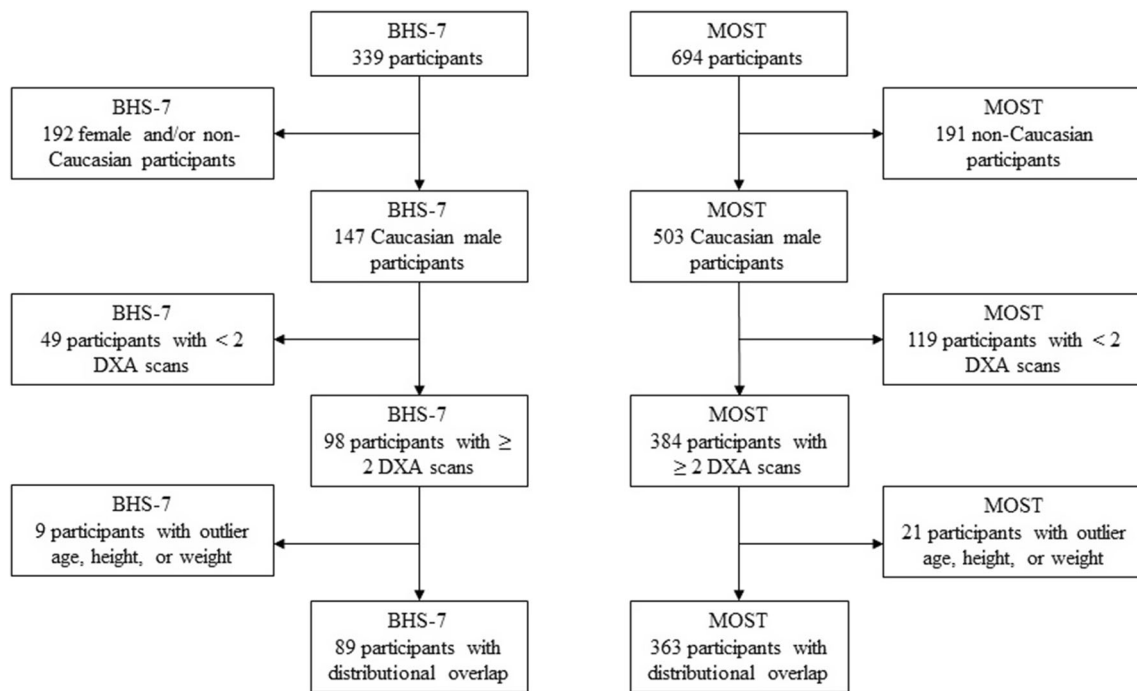 BHS-7
339 participants
MOST
694 participants
BHS-7
192 female and/or non-
Caucasian participants
MOST
191 non-Caucasian
participants
BHS-7
147 Caucasian male
participants
MOST
503 Caucasian male
participants
BHS-7
49 participants with < 2
DXA scans
MOST
119 participants with < 2
DXA scans
BHS-7
98 participants with ≥
2 DXA scans
MOST
384 participants with
≥ 2 DXA scans
BHS-7
9 participants with outlier
age, height, or weight
MOST
21 participants with outlier
age, height, or weight
BHS-7
89 participants with
distributional overlap
MOST
363 participants with
distributional overlap